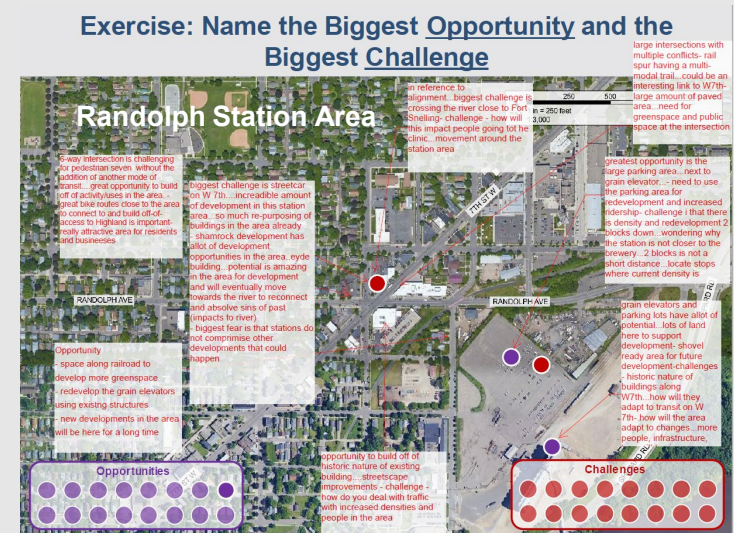 Exercise: Name the Biggest Opportunity and the
Biggest Challenge
large intersections with
multiple conflicts- rail
spur having a multi-
modal trail...could be an
interesting link to W7th-
large amount of paved
area...need for
greenspace and public
space at the intersection
Randolph Station Area
in reference to
alignment...biggest challenge is
crossing the river close to Fort
Snelling- challenge - how will
this impact people going tot he
clinic...movement around the
station area
250 500
in = 250 feet
3,000
6-way intersection is challenging
for pedestrian seven without the
addition of another mode of
transit....great opportunity to build
off of activity/uses in the area. -
great bike routes close to the area
to connect to and build off of-
access to Highland is important-
really attractive area for residents
and busineeses
biggest challenge is streetcar
on W 7th....increadible amount
of development in this station
area...so much re-purposing of
buildings in the area already
- shamrock development has
allot of development
opportunities in the area..eyde
building...potential is amazing
in the area for development
and will eventually move
towards the river to reconnect
and absolve sins of past
(impacts to river)
- biggest fear is that stations do
not compnmise other
developments that could
happen
greatest opportunity is the
large parking area...next to
grain elevator...- need to use
the parking area for
redevelopment and increased
ridership- challenge i that there
is density and redevelopment 2
blocks down...wondering why
the station is not closer to the
brewery...2 blocks is not a
short distance...locate stops
where current density is
7TH ST W
RANDOLPH AVE
RANDOLPH AVE
RD RL
grain elevators and
parking lots have allot of
potential...lots of land
here to support
development- shovel
ready area for future
development-challenges
- historic nature of
buildings along
W7th...how will they
adapt to transit on W
7th- how will the area
adapt to changes...more
people, infrastructure,
Opportunity
- space along railroad to
develop more greenspace
- redevelop the grain elevators
using existng structures
- new developments in the area
will be here for a long time
opportunity to build off of
historic nature of existing
building....streetscape
improvements - challenge -
how do you deal with traffic
with increased densities and
people in the area
RD RL
Opportunities
Challenges